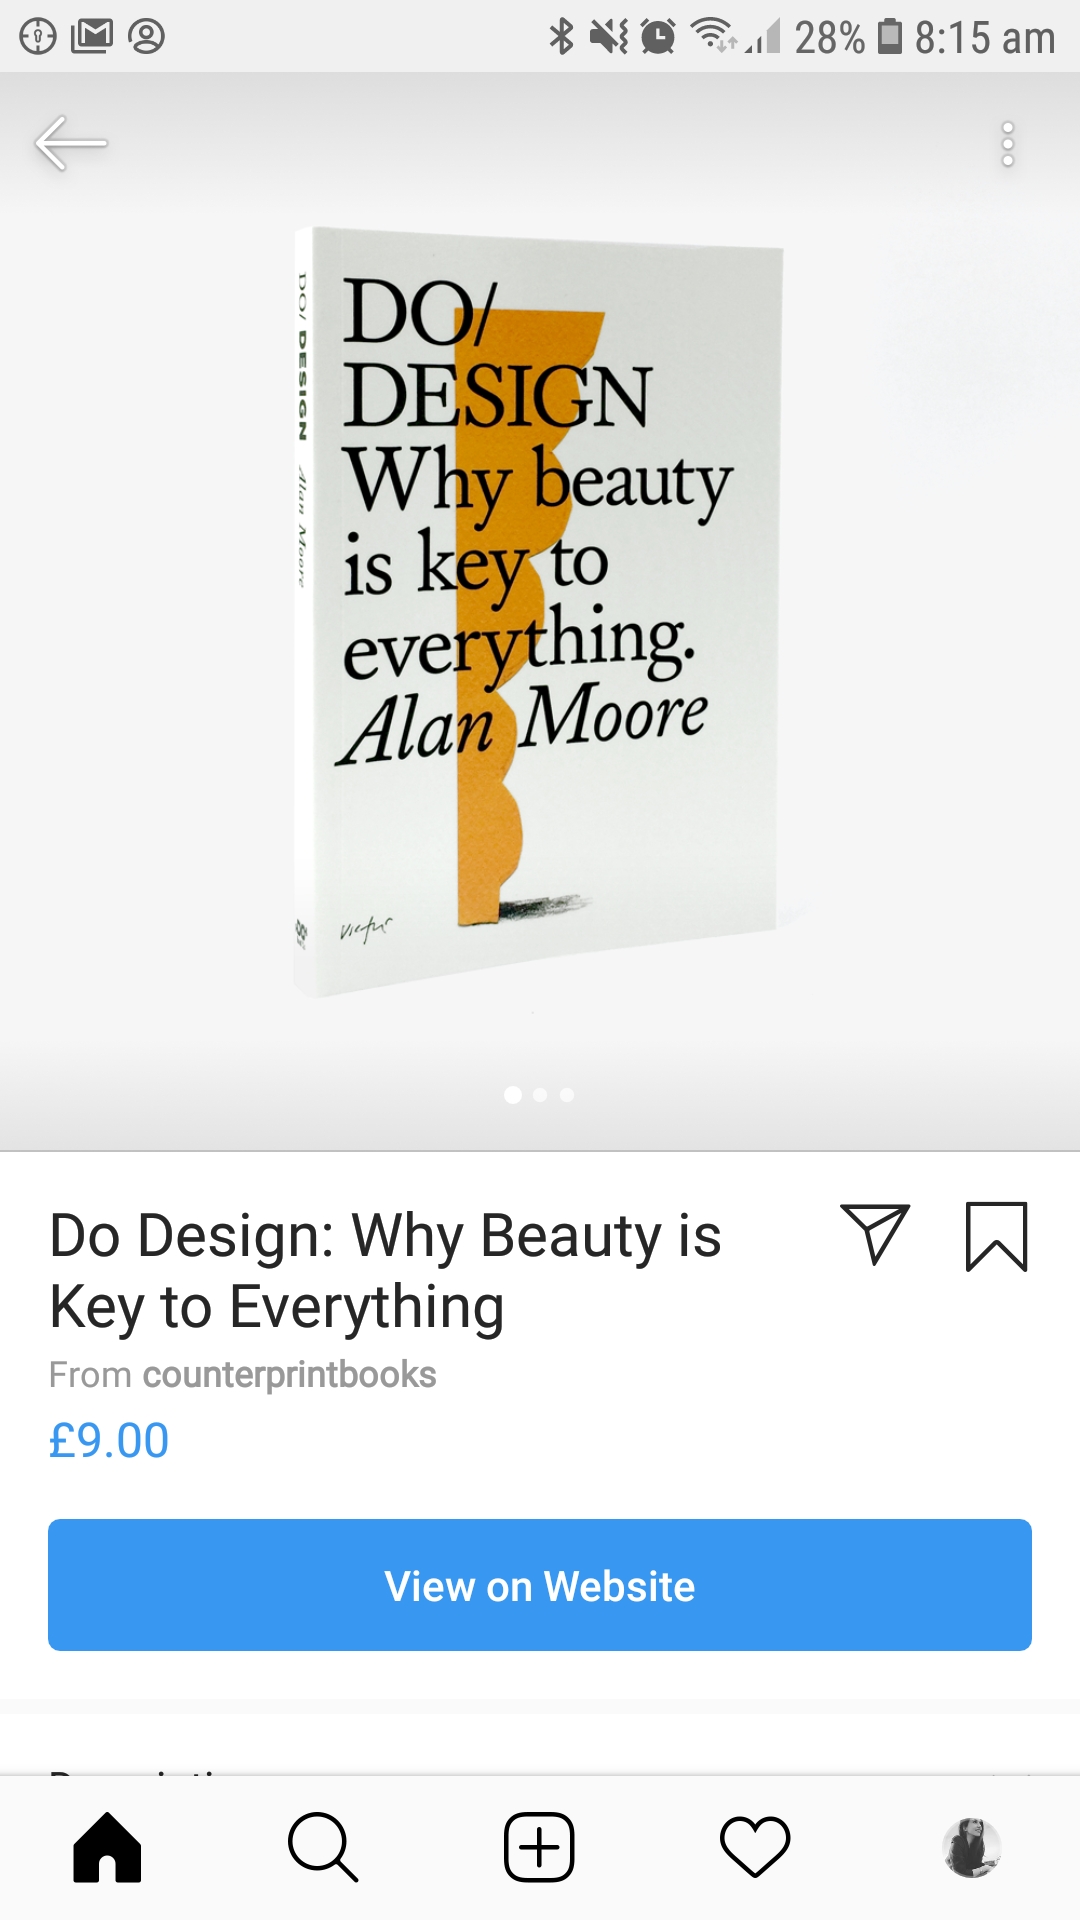 28% 8:15 am
DO/ DESIGN Alan Moore
DO/
DESIGN
Why beauty
is key to
everything.
Alan Moore
Do Design: Why Beauty is
Key to Everything
From counterprintbooks
£9.00
View on Website